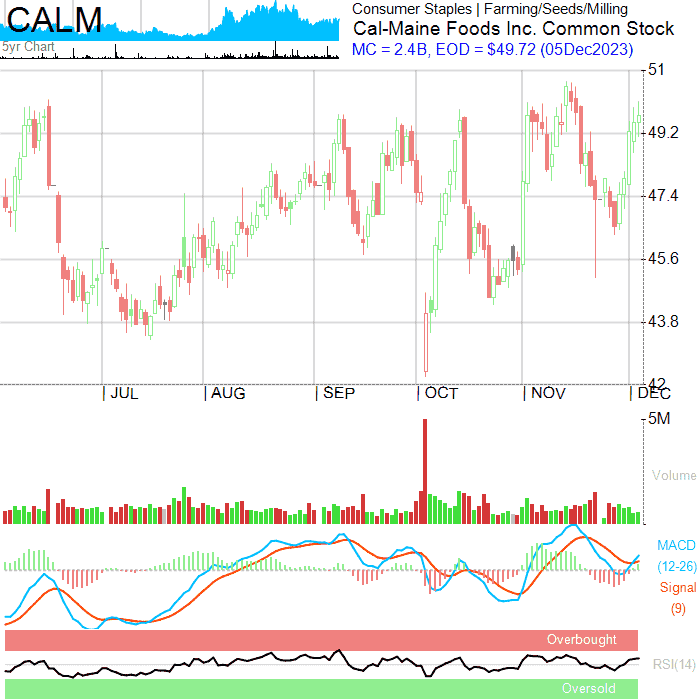 CALM
5yr Chart
Consumer Staples | Farming/Seeds/Milling
Cal-Maine Foods Inc. Common Stock
MC = 2.4B, EOD = $49.72 (05Dec2023)
51
49.2
47.4
45.6
43.8
42
| JUL | AUG | SEP | OCT | NOV | DEC
5M
Volume
MACD
(12-26)
Signal
(9)
Overbought
RSI(14)
Oversold